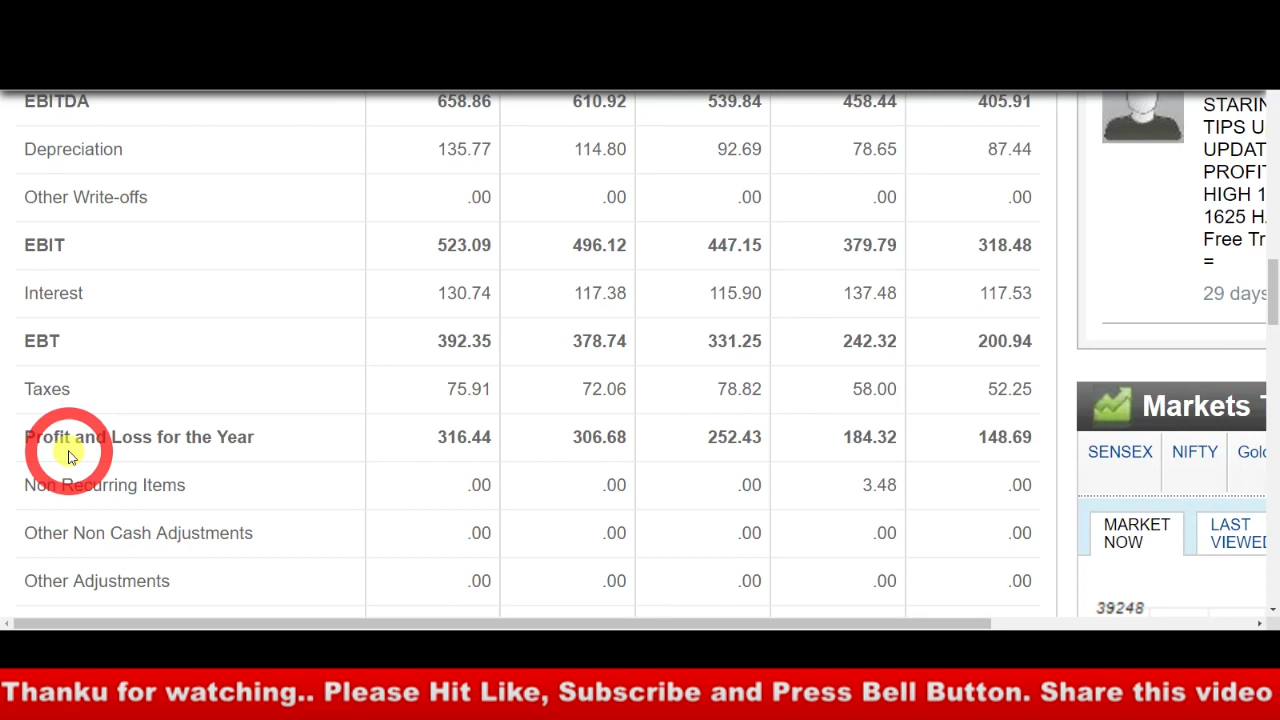 EBITDA 658.86 610.92 539.84 458.44 405.91
Depreciation 135.77 114.80 92.69 78.65 87.44
Other Write-offs .00 .00 .00 .00 .00
EBIT 523.09 496.12 447.15 379.79 318.48
Interest 130.74 117.38 115.90 137.48 117.53
EBT 392.35 378.74 331.25 242.32 200.94
Taxes 75.91 72.06 78.82 58.00 52.25
Profit and Loss for the Year 316.44 306.68 252.43 184.32 148.69
Non Recurring Items .00 .00 .00 3.48 .00
Other Non Cash Adjustments .00 .00 .00 .00 .00
Other Adjustments .00 .00 .00 .00 .00
STARIN
TIPS U
UPDAT
PROFIT
HIGH 1
1625 H
Free Tr
=
29 days
Markets
SENSEX NIFTY Gol
MARKET NOW
LAST VIEWED
39248
Thanku for watching.. Please Hit Like, Subscribe and Press Bell Button. Share this video